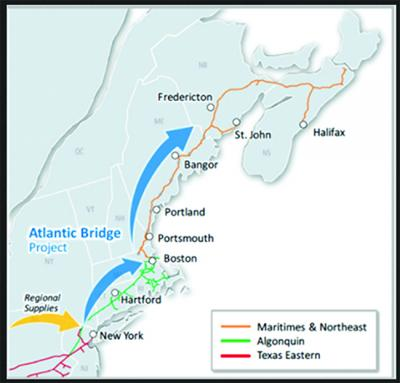 NB
Fredericton
St. John
Halifax
ME
NS
QC
Bangor
VT
NH
Portland
Atlantic Bridge
Project
Portsmouth
Boston
Regional
Supplies
Hartford
New York
NJ
Maritimes & Northeast
Algonquin
Texas Eastern